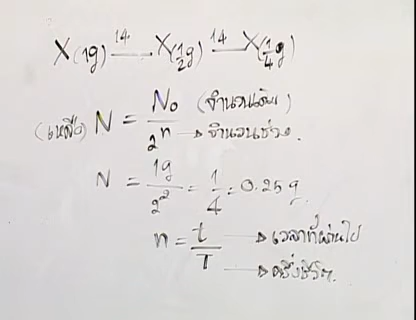 X(1g) —14.— X(1/2g) —14— X(1/4g)
(เหลือ) N = N₀ (จำนวนเดิม) / 2ⁿ → จำนวนช่วง.
N = 1g/2² = 1/4 = 0.25 g.
n = t → เวลาที่ผ่านไป
/ T → ครึ่งชีวิต.